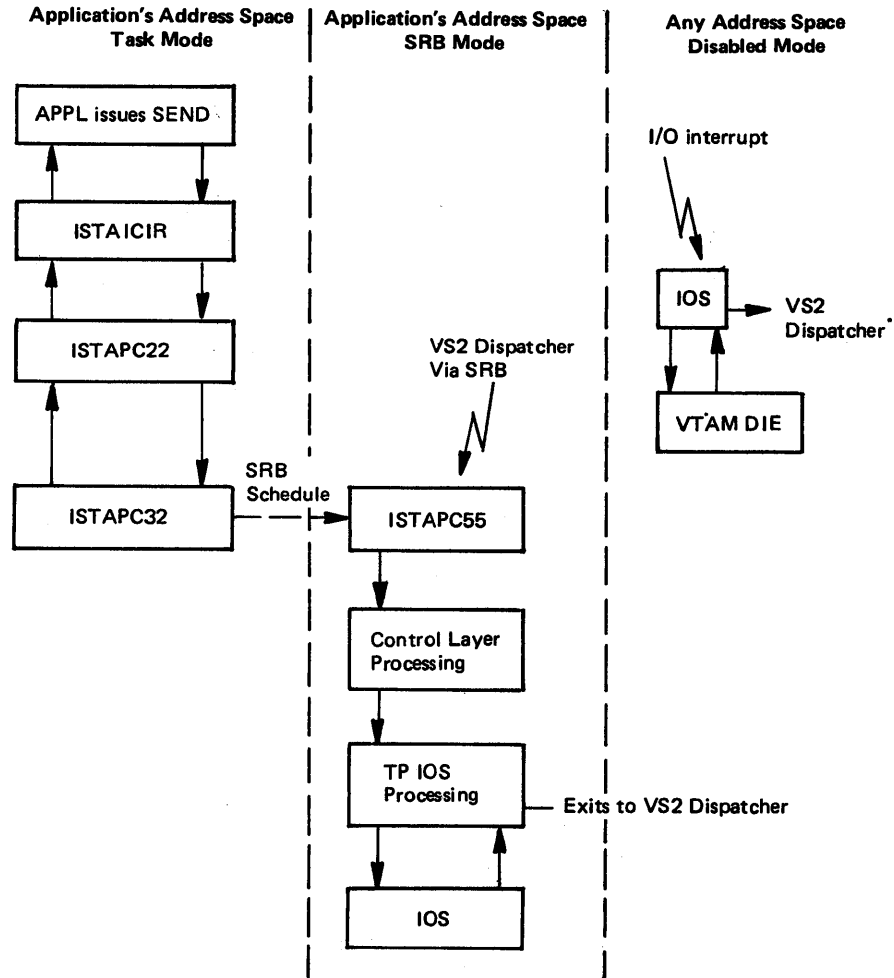 Application's Address Space
Task Mode
Application's Address Space
SRB Mode
Any Address Space
Disabled Mode
APPL issues SEND
ISTAICIR
ISTAPC22
ISTAPC32
SRB
Schedule
VS2 Dispatcher
Via SRB
ISTAPC55
Control Layer
Processing
TP IOS
Processing
Exits to VS2 Dispatcher
IOS
I/O interrupt
IOS
VS2
Dispatcher
VTAM DIE